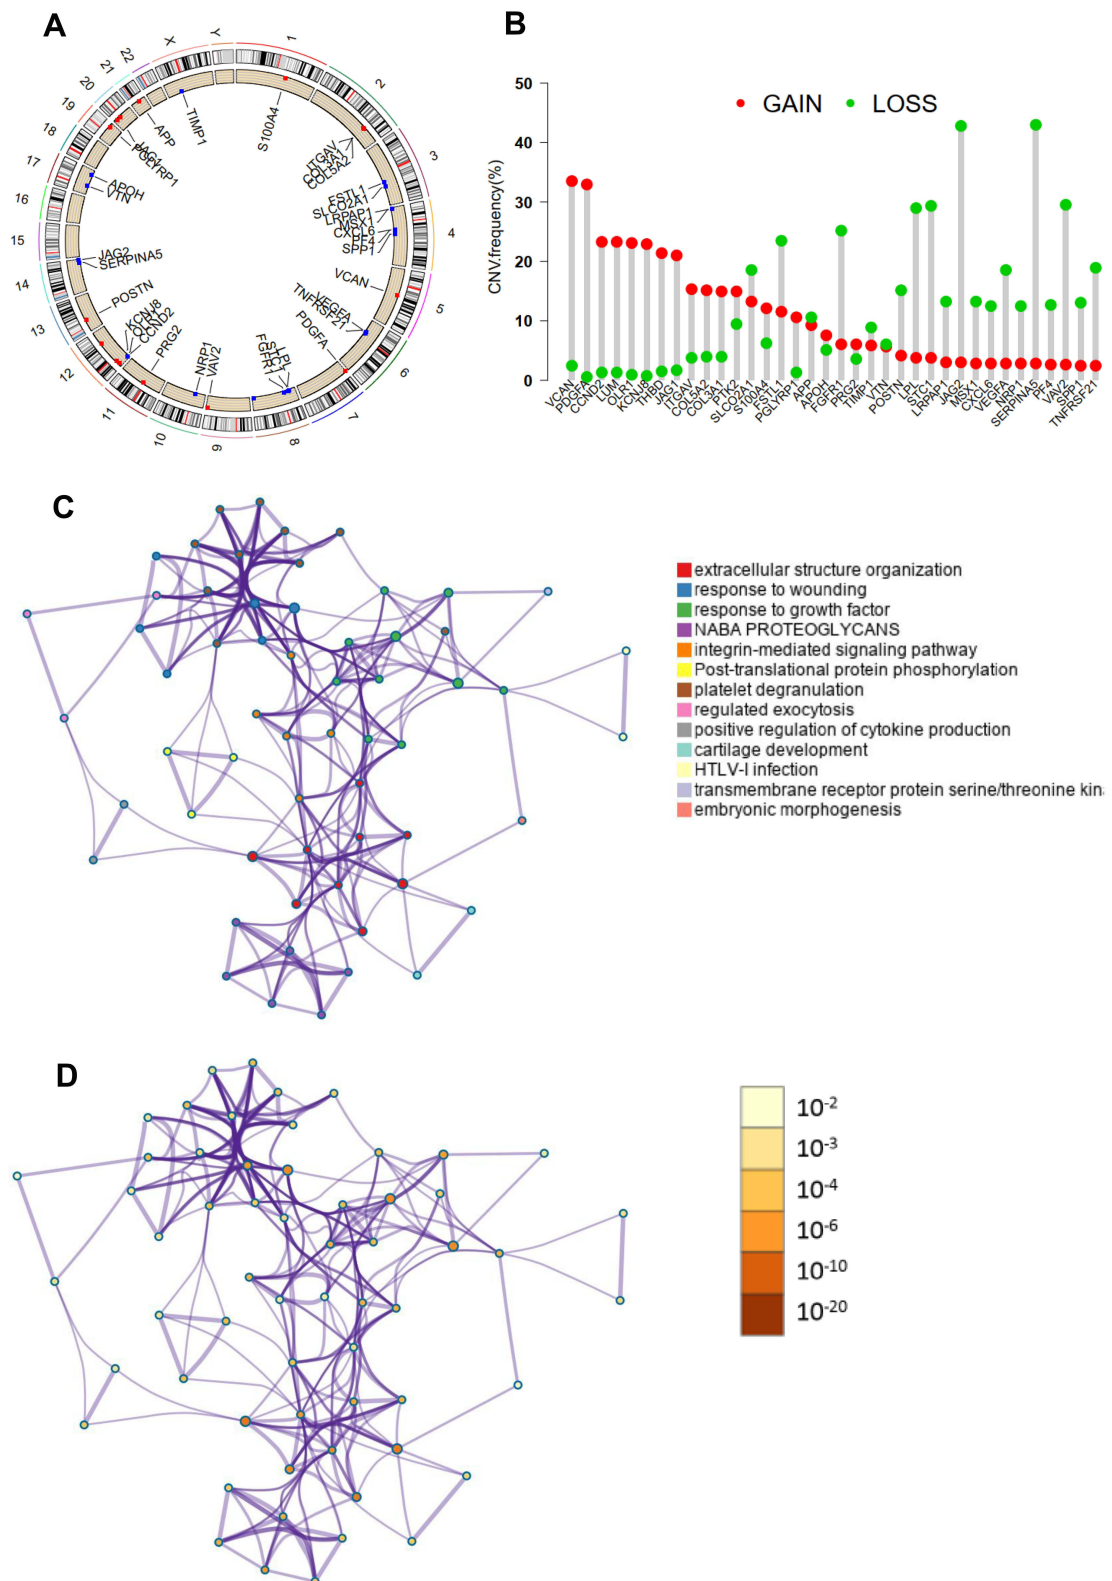 A
1
2
3
4
5
6
7
8
9
10
11
12
13
14
15
16
17
18
19
20
21
22
X
Y
S100A4
ITGAV
COL3A1
COL5A2
FSTL1
SLCO2A1
LRPAP1
MSX1
CXCL6
PF4
SPP1
VCAN
VEGFA
TNFRSF21
PDGFA
LPL
STC1
FGFR1
VAV2
NRP1
PRG2
CCND2
OLR1
KCNJ8
POSTN
SERPINA5
JAG2
VTN
APOH
PGLYRP1
JAG1
APP
TIMP1
B
GAIN
LOSS
CNV.frequency(%)
50
40
30
20
10
0
VCAN
PDGFA
CCND2
LUM
OLR1
KCNJ8
THBD
JAG1
ITGAV
COL5A2
COL3A1
PTK2
SLCO2A1
S100A4
FSTL1
PGLYRP1
APP
APOH
FGFR1
PRG2
TIMP1
VTN
POSTN
LPL
STC1
LRPAP1
JAG2
MSX1
CXCL6
VEGFA
NRP1
SERPINA5
PF4
VAV2
SPP1
TNFRSF21
C
extracellular structure organization
response to wounding
response to growth factor
NABA PROTEOGLYCANS
integrin-mediated signaling pathway
Post-translational protein phosphorylation
platelet degranulation
regulated exocytosis
positive regulation of cytokine production
cartilage development
HTLV-I infection
transmembrane receptor protein serine/threonine kin
embryonic morphogenesis
D
10-2
10-3
10-4
10-6
10-10
10-20